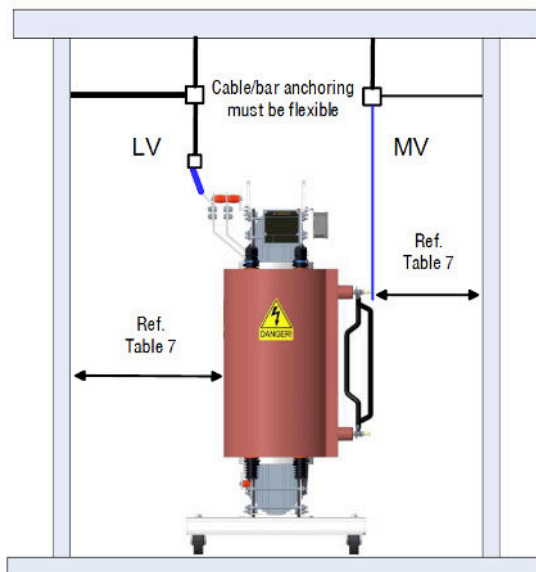 Cable/bar anchoring
must be flexible
LV
MV
Ref.
Table 7
DANGER!
Ref.
Table 7